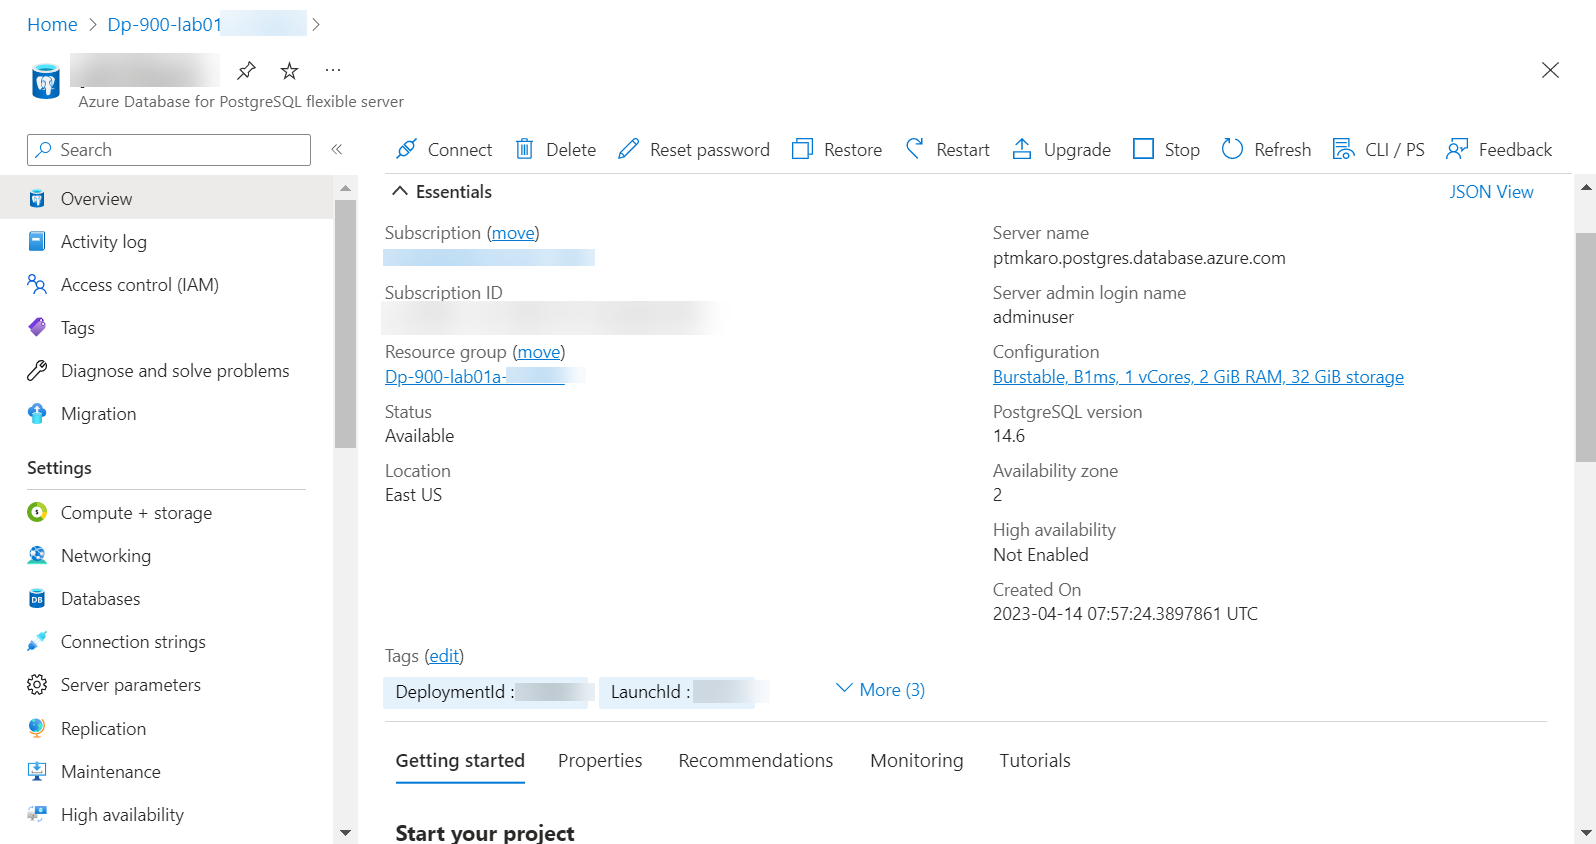 Home > Dp-900-lab01 >
...
Azure Database for PostgreSQL flexible server
Search «
Connect Delete Reset password Restore Restart Upgrade Stop Refresh CLI / PS Feedback
Overview
Activity log
Access control (IAM)
Tags
Diagnose and solve problems
Migration
Settings
Compute + storage
Networking
Databases
Connection strings
Server parameters
Replication
Maintenance
High availability
Essentials JSON View
Subscription (move)
Subscription ID
Resource group (move)
Dp-900-lab01a-
Status
Available
Location
East US
Server name
ptmkaro.postgres.database.azure.com
Server admin login name
adminuser
Configuration
Burstable, B1ms, 1 vCores, 2 GiB RAM, 32 GiB storage
PostgreSQL version
14.6
Availability zone
2
High availability
Not Enabled
Created On
2023-04-14 07:57:24.3897861 UTC
Tags (edit)
DeploymentId : LaunchId : More (3)
Getting started Properties Recommendations Monitoring Tutorials
Start your project